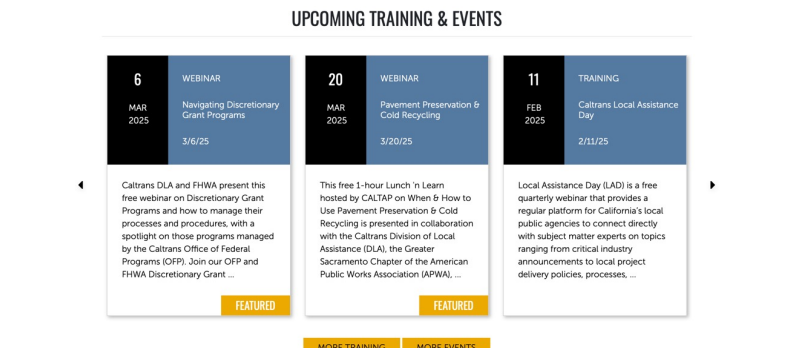 UPCOMING TRAINING & EVENTS
6
MAR
2025
WEBINAR
Navigating Discretionary
Grant Programs
3/6/25
Caltrans DLA and FHWA present this
free webinar on Discretionary Grant
Programs and how to manage their
processes and procedures, with a
spotlight on those programs managed
by the Caltrans Office of Federal
Programs (OFP). Join our OFP and
FHWA Discretionary Grant ...
FEATURED
20
MAR
2025
WEBINAR
Pavement Preservation &
Cold Recycling
3/20/25
This free 1-hour Lunch 'n Learn
hosted by CALTAP on When & How to
Use Pavement Preservation & Cold
Recycling is presented in collaboration
with the Caltrans Division of Local
Assistance (DLA), the Greater
Sacramento Chapter of the American
Public Works Association (APWA), ...
FEATURED
11
FEB
2025
TRAINING
Caltrans Local Assistance
Day
2/11/25
Local Assistance Day (LAD) is a free
quarterly webinar that provides a
regular platform for California's local
public agencies to connect directly
with subject matter experts on topics
ranging from critical industry
announcements to local project
delivery policies, processes, ...
MORE TRAINING
MORE EVENTS